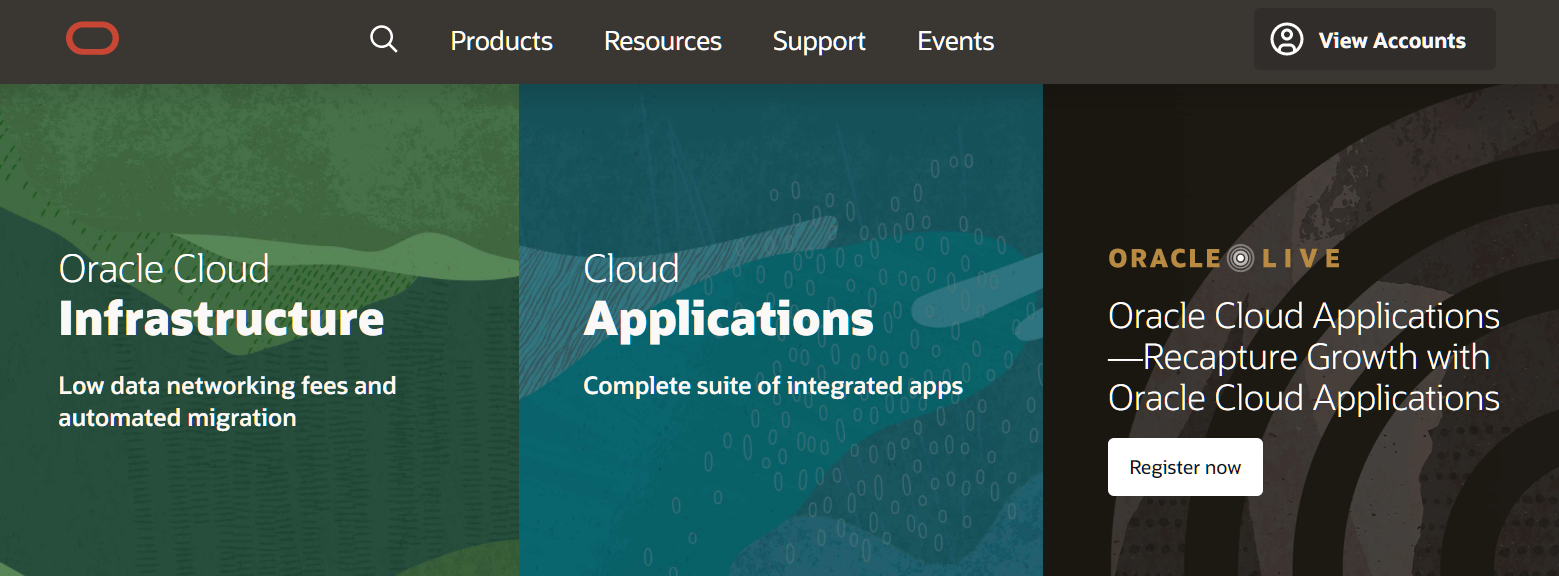 Products Resources Support Events View Accounts
Oracle Cloud
Infrastructure
Low data networking fees and
automated migration
Cloud
Applications
Complete suite of integrated apps
ORACLE LIVE
Oracle Cloud Applications
—Recapture Growth with
Oracle Cloud Applications
Register now